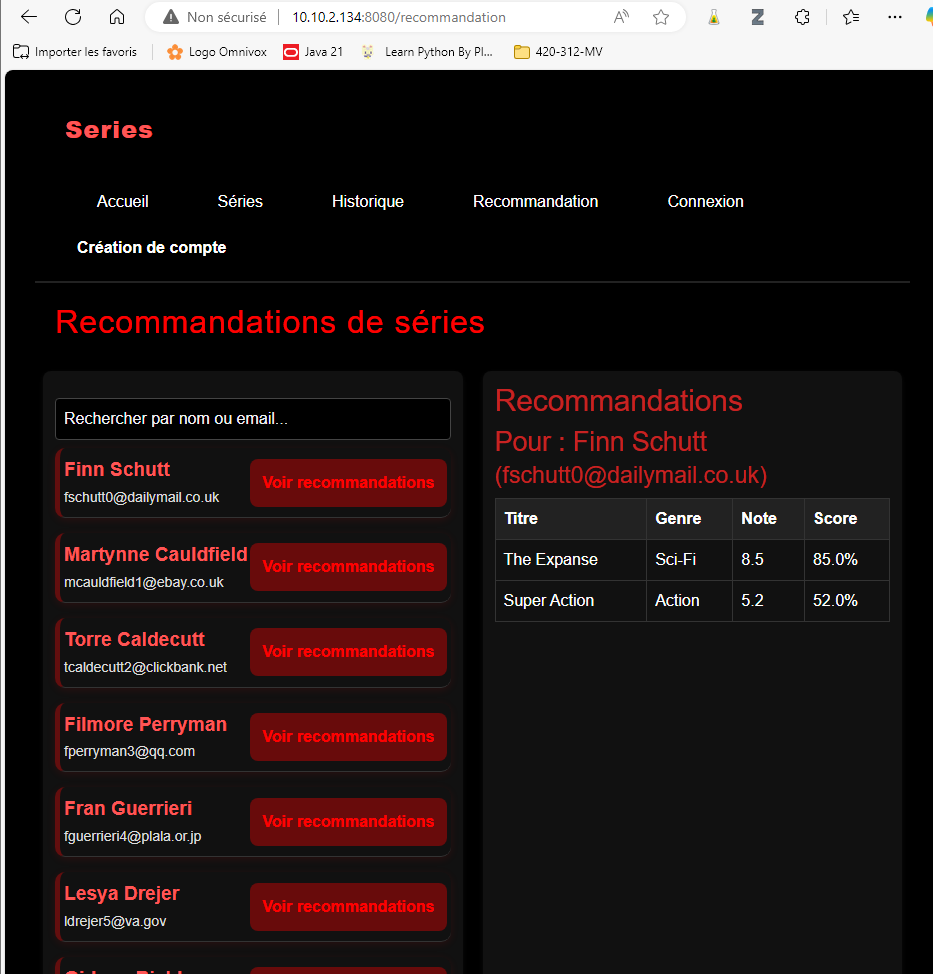 Non sécurisé
10.10.2.134:8080/recommandation
Importer les favoris
Logo Omnivox
Java 21
Learn Python By Pl...
420-312-MV
Series
Accueil
Séries
Historique
Recommandation
Connexion
Création de compte
Recommandations de séries
Rechercher par nom ou email...
Finn Schutt
fschutt0@dailymail.co.uk
Voir recommandations
Martynne Cauldfield
mcauldfield1@ebay.co.uk
Voir recommandations
Torre Caldecutt
tcaldecutt2@clickbank.net
Voir recommandations
Filmore Perryman
fperryman3@qq.com
Voir recommandations
Fran Guerrieri
fguerrieri4@plala.or.jp
Voir recommandations
Lesya Drejer
ldrejer5@va.gov
Voir recommandations
Recommandations
Pour : Finn Schutt
(fschutt0@dailymail.co.uk)
Titre Genre Note Score
The Expanse Sci-Fi 8.5 85.0%
Super Action Action 5.2 52.0%